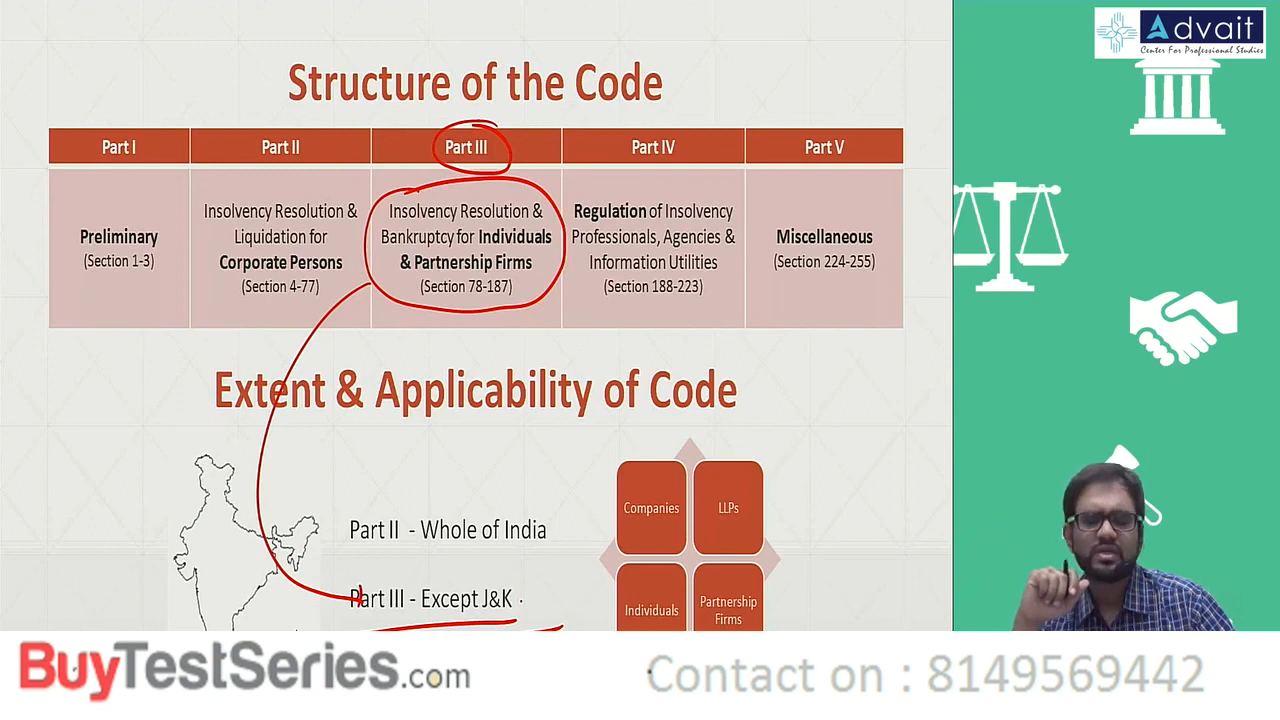 Advait
Center For Professional Studies
Structure of the Code
Part I
Part II
Part III
Part IV
Part V
Preliminary
(Section 1-3)
Insolvency Resolution &
Liquidation for
Corporate Persons
(Section 4-77)
Insolvency Resolution &
Bankruptcy for Individuals
& Partnership Firms
(Section 78-187)
Regulation of Insolvency
Professionals, Agencies &
Information Utilities
(Section 188-223)
Miscellaneous
(Section 224-255)
Extent & Applicability of Code
Part II - Whole of India
Part III - Except J&K
Companies
LLPs
Individuals
Partnership
Firms
BuyTestSeries.com
Contact on : 8149569442